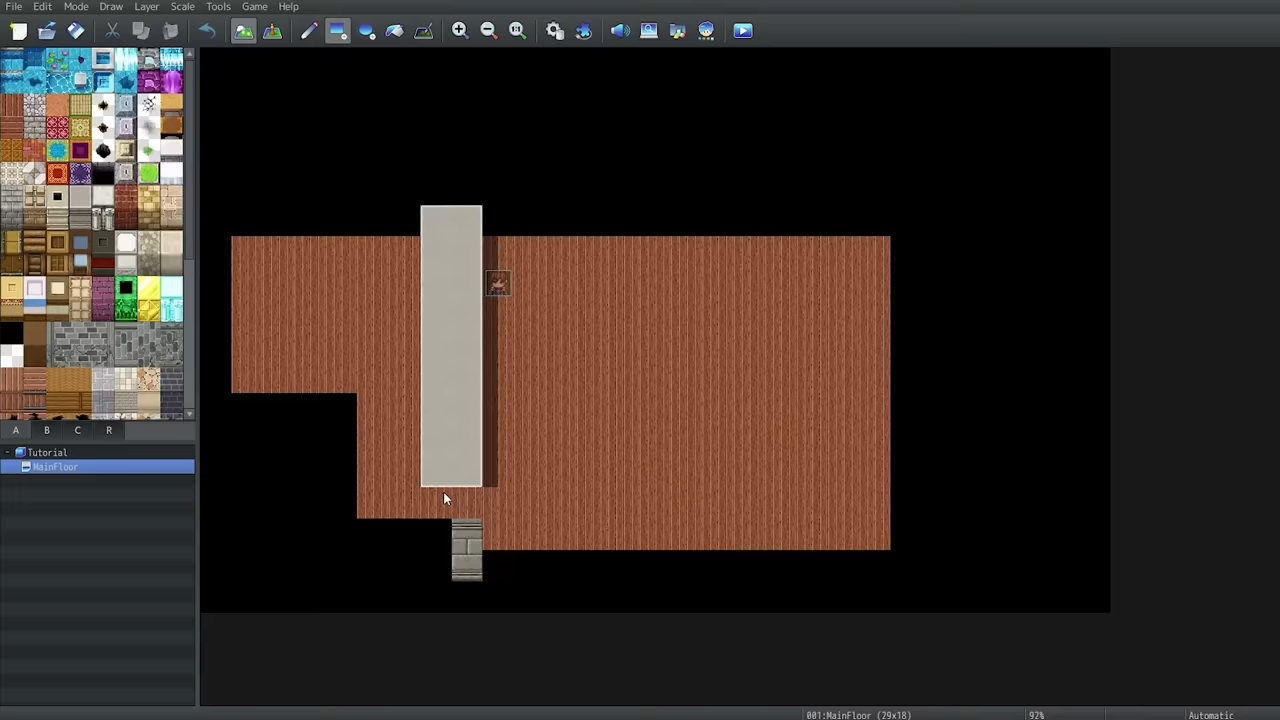 File Edit Mode Draw Layer Scale Tools Game Help
A B C R
Tutorial
MainFloor
001:MainFloor (29x18) 92% Automatic